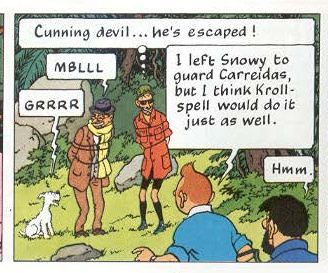 Cunning devil... he's escaped!
MBLLL
GRRRR
I left Snowy to
guard Carreidas,
but I think Kroll-
spell would do it
just as well.
Hmm.